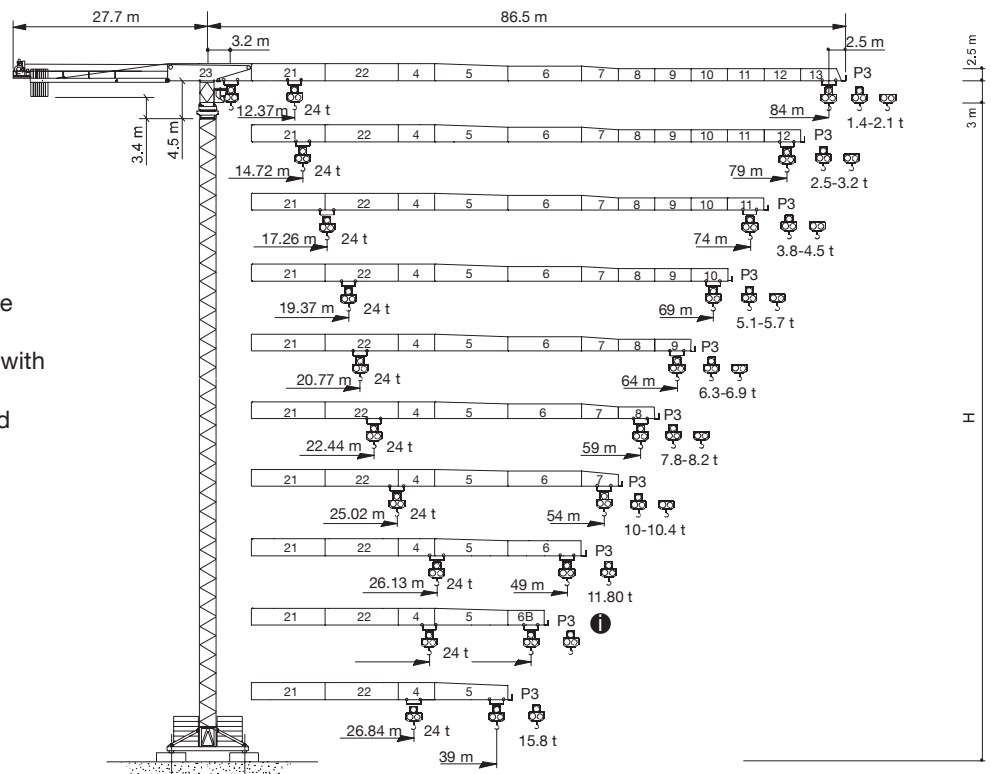 27.7 m 86.5 m
3.2 m 2.5 m
2.5 m
23 21 22 4 5 6 7 8 9 10 11 12 13 P3
12.37m 24 t 84 m 1.4-2.1 t
3.4 m 4.5 m 3 m
21 22 4 5 6 7 8 9 10 11 12 P3
14.72 m 24 t 79 m 2.5-3.2 t
21 22 4 5 6 7 8 9 10 11 P3
17.26 m 24 t 74 m 3.8-4.5 t
21 22 4 5 6 7 8 9 10 P3
e 19.37 m 24 t 69 m 5.1-5.7 t
21 22 4 5 6 7 8 9 P3
with
20.77 m 24 t 64 m 6.3-6.9 t
21 22 4 5 6 7 8 P3
d H
22.44 m 24 t 59 m 7.8-8.2 t
21 22 4 5 6 7 P3
25.02 m 24 t 54 m 10-10.4 t
21 22 4 5 6 P3
26.13 m 24 t 49 m 11.80 t
21 22 4 5 6B P3 i
24 t
21 22 4 5 P3
26.84 m 24 t 15.8 t
39 m